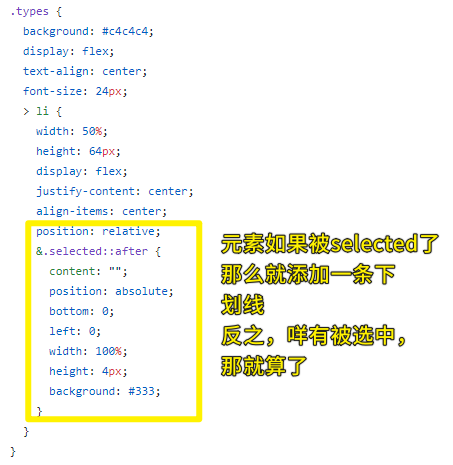 .types {
background: #c4c4c4;
display: flex;
text-align: center;
font-size: 24px;
> li {
width: 50%;
height: 64px;
display: flex;
justify-content: center;
align-items: center;
position: relative;
&.selected::after {
content: "";
position: absolute;
bottom: 0;
left: 0;
width: 100%;
height: 4px;
background: #333;
}
}
}
元素如果被selected了
那么就添加一条下
划线
反之，咩有被选中，
那就算了